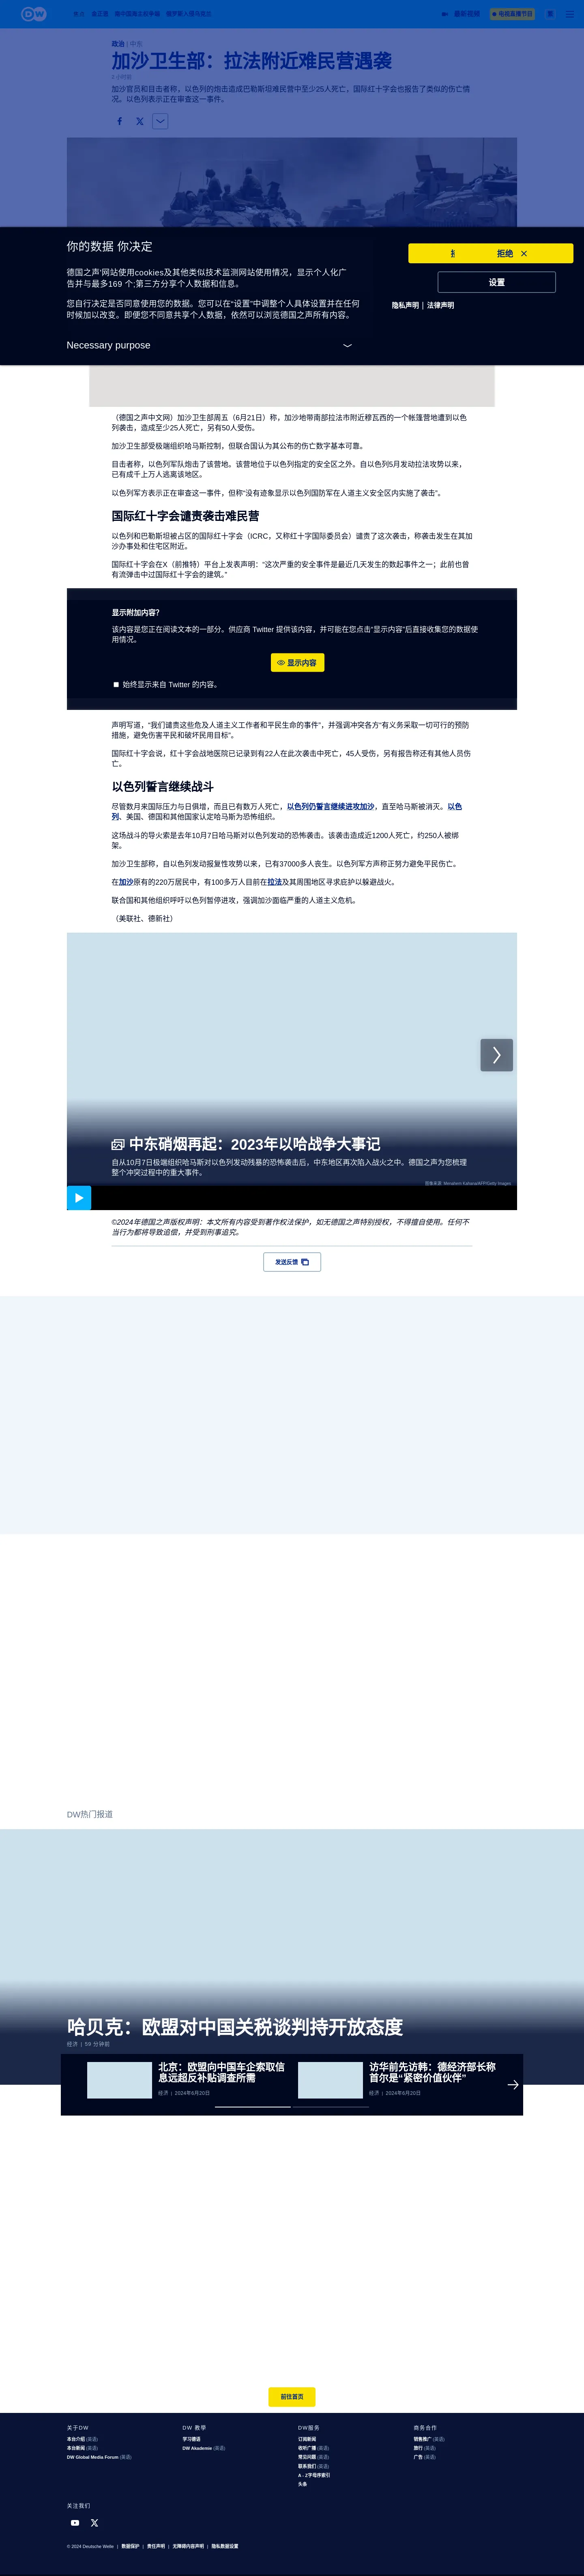 DW
最新视频
电视直播节目
政治 | 中东
加沙卫生部：拉法附近难民营遇袭
1 小时前
加沙官员和目击者称，以色列的炮击造成巴勒斯坦难民营中至少25人死亡，国际红十字会也报告了类似的伤亡情
况。以色列表示正在审查这一事件。
你的数据 你决定
拒绝
德国之声'网站使用cookies及其他类似技术监测网站使用情况，显示个人化广
告并与最多169 个;第三方分享个人数据和信息。
设置
您自行决定是否同意使用您的数据。您可以在“设置”中调整个人具体设置并在任何
时候加以改变。即便您不同意共享个人数据，依然可以浏览德国之声所有内容。
隐私声明 | 法律声明
Necessary purpose
（德国之声中文网）加沙卫生部周五（6月21日）称，加沙地带南部拉法市附近穆瓦西的一个帐篷营地遭到以色
列袭击，造成至少25人死亡，另有50人受伤。
加沙卫生部受极端组织哈马斯控制，但联合国认为其公布的伤亡数字基本可靠。
目击者称，以色列军队炮击了该营地。该营地位于以色列指定的安全区之外。自以色列5月发动拉法攻势以来，
已有成千上万人逃离该地区。
以色列军方表示正在审查这一事件，但称“没有迹象显示以色列国防军在人道主义安全区内实施了袭击”。
国际红十字会谴责袭击难民营
以色列和巴勒斯坦被占区的国际红十字会（ICRC，又称红十字国际委员会）谴责了这次袭击，称袭击发生在其加
沙办事处和住宅区附近。
国际红十字会在X（前推特）平台上发表声明：“这次严重的安全事件是最近几天发生的数起事件之一；此前也曾
有流弹击中过国际红十字会的建筑。”
显示附加内容？
该内容是您正在阅读文本的一部分。供应商 Twitter 提供该内容，并可能在您点击“显示内容”后直接收集您的数据使
用情况。
显示内容
始终显示来自 Twitter 的内容。
声明写道，“我们谴责这些危及人道主义工作者和平民生命的事件”，并强调冲突各方“有义务采取一切可行的预防
措施，避免伤害平民和破坏民用目标”。
国际红十字会说，红十字会战地医院已记录到有22人在此次袭击中死亡，45人受伤，另有报告称还有其他人员伤
亡。
以色列誓言继续战斗
尽管数月来国际压力与日俱增，而且已有数万人死亡，以色列仍誓言继续进攻加沙，直至哈马斯被消灭。以色
列、美国、德国和其他国家认定哈马斯为恐怖组织。
这场战斗的导火索是去年10月7日哈马斯对以色列发动的恐怖袭击。该袭击造成近1200人死亡，约250人被绑
架。
加沙卫生部称，自以色列发动报复性攻势以来，已有37000多人丧生。以色列军方声称正努力避免平民伤亡。
在加沙原有的220万居民中，有100多万人目前在拉法及其周围地区寻求庇护以躲避战火。
联合国和其他组织呼吁以色列暂停进攻，强调加沙面临严重的人道主义危机。
（美联社、德新社）
中东硝烟再起：2023年以哈战争大事记
自从10月7日极端组织哈马斯对以色列发动残暴的恐怖袭击后，中东地区再次陷入战火之中。德国之声为您梳理
整个冲突过程中的重大事件。
图像来源: Menahem Kahana/AFP/Getty Images
©2024年德国之声版权声明：本文所有内容受到著作权法保护，如无德国之声特别授权，不得擅自使用。任何不
当行为都将导致追偿，并受到刑事追究。
发送反馈
DW热门报道
哈贝克：欧盟对中国关税谈判持开放态度
经济 | 59 分钟前
北京：欧盟向中国车企索取信
息远超反补贴调查所需
经济 | 2024年6月20日
访华前先访韩：德经济部长称
首尔是“紧密价值伙伴”
经济 | 2024年6月20日
前往首页
关于DW
本台介绍 (英语)
本台新闻 (英语)
DW Global Media Forum (英语)
DW 教学
学习德语
DW Akademie (英语)
DW服务
订阅新闻
收听广播 (英语)
常见问题 (英语)
联系我们 (英语)
A - Z字母序索引
头条
商务合作
销售推广 (英语)
旅行 (英语)
广告 (英语)
关注我们
© 2024 Deutsche Welle | 数据保护 | 责任声明 | 无障碍内容声明 | 隐私数据设置